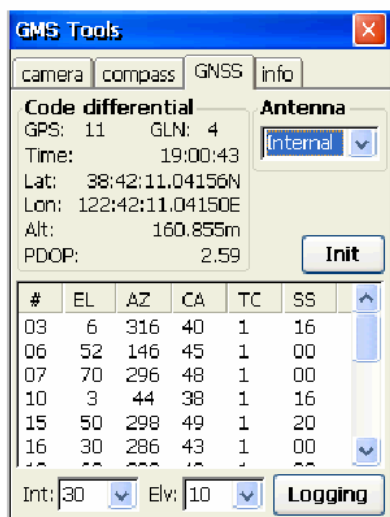 GMS Tools
camera compass GNSS info
Code differential
GPS: 11 GLN: 4
Time: 19:00:43
Lat: 38:42:11.04156N
Lon: 122:42:11.04150E
Alt: 160.855m
PDOP: 2.59
Antenna
Internal
Init
# EL AZ CA TC SS
03 6 316 40 1 16
06 52 146 45 1 00
07 70 296 48 1 00
10 3 44 38 1 16
15 50 298 49 1 20
16 30 286 43 1 00
Int: 30 Elv: 10 Logging